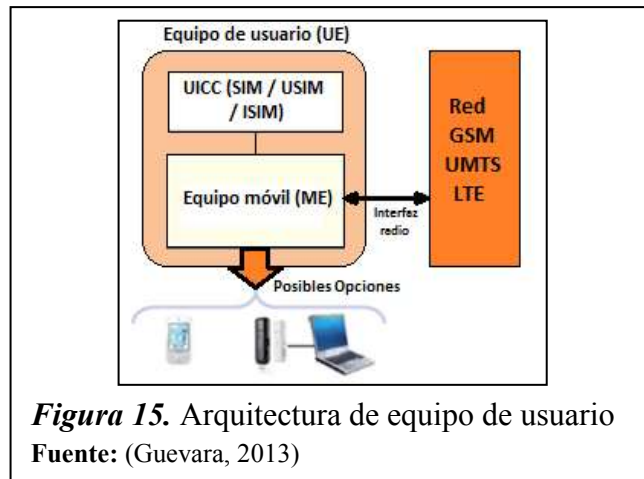 Equipo de usuario (UE)
UICC (SIM / USIM
/ ISIM)
Equipo móvil (ME)
Interfaz
radio
Red
GSM
UMTS
LTE
Posibles Opciones
Figura 15. Arquitectura de equipo de usuario
Fuente: (Guevara, 2013)